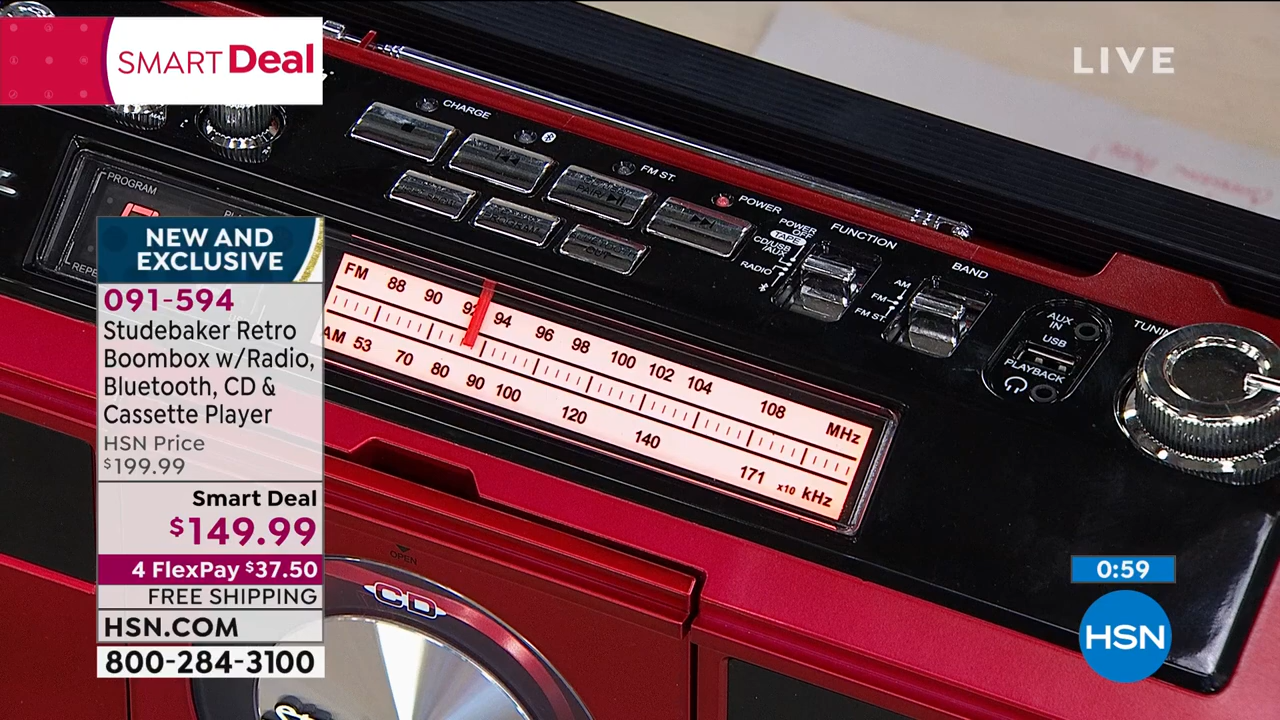 SMART Deal
LIVE
NEW AND
EXCLUSIVE
091-594
Studebaker Retro
Boombox w/Radio,
Bluetooth, CD &
Cassette Player
HSN Price
$199.99
Smart Deal
$149.99
4 FlexPay $37.50
FREE SHIPPING
HSN.COM
800-284-3100
0:59
HSN
CHARGE
FM ST.
POWER
PROGRAM
POWER
OFF
TAPE
CD/USB
/AUX
RADIO
FUNCTION
BAND
AM
FM
FM ST.
AUX
IN
USB
PLAYBACK
FM 88 90 92 94 96 98 100 102 104 108 MHz
AM 53 70 80 90 100 120 140 171 x10 kHz
OPEN
CD